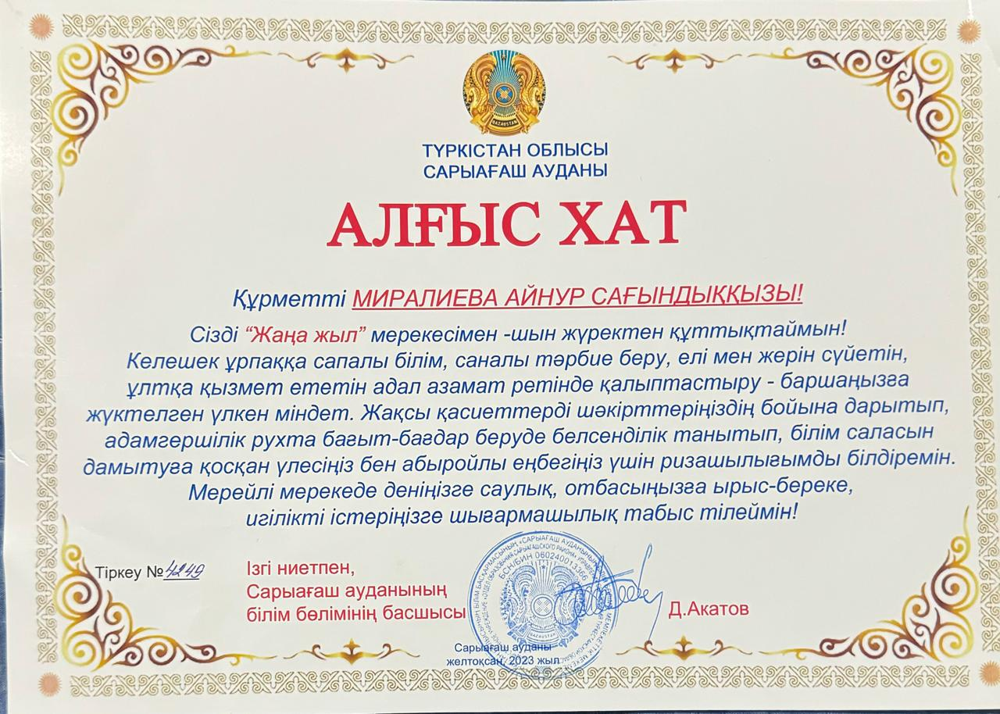 QAZAQSTAN
ТҮРКІСТАН ОБЛЫСЫ
САРЫАҒАШ АУДАНЫ
АЛҒЫС ХАТ
Құрметті МИРАЛИЕВА АЙНУР САҒЫНДЫҚҚЫЗЫ!
Сізді “Жаңа жыл” мерекесімен -шын жүректен құттықтаймын!
Келешек ұрпаққа сапалы білім, саналы тәрбие беру, елі мен жерін сүйетін,
ұлтқа қызмет ететін адал азамат ретінде қалыптастыру - баршаңызға
жүктелген үлкен міндет. Жақсы қасиеттерді шәкірттеріңіздің бойына дарытып,
адамгершілік рухта бағыт-бағдар беруде белсенділік танытып, білім саласын
дамытуға қосқан үлесіңіз бен абыройлы еңбегіңіз үшін ризашылығымды білдіремін.
Мерейлі мерекеде деніңізге саулық, отбасыңызға ырыс-береке,
игілікті істеріңізге шығармашылық табыс тілеймін!
Тіркеу №4249
Ізгі ниетпен,
Сарыағаш ауданының
білім бөлімінің басшысы
Д.Акатов
БСН/БИН 060240013366
QAZAQSTAN
Сарыағаш ауданы
желтоқсан, 2023 жыл